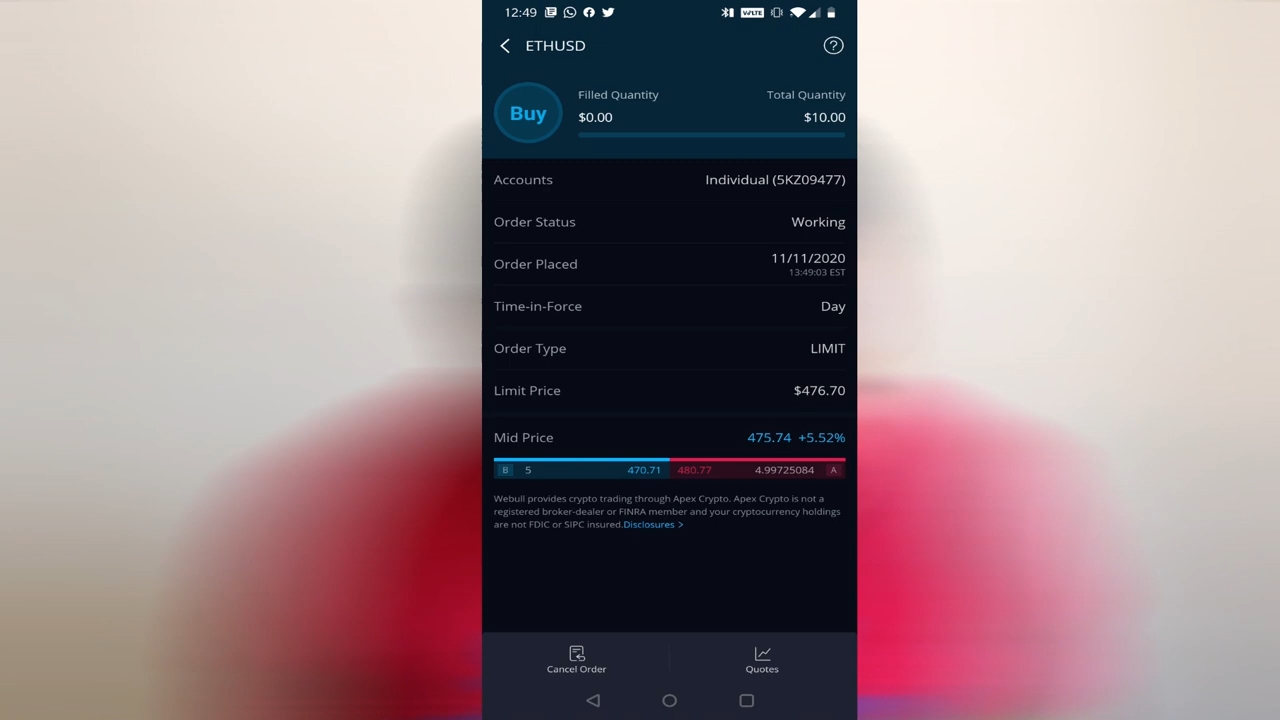 12:49
VoLTE
ETHUSD
Buy
Filled Quantity Total Quantity
$0.00 $10.00
Accounts Individual (5KZ09477)
Order Status Working
Order Placed 11/11/2020
13:49:03 EST
Time-in-Force Day
Order Type LIMIT
Limit Price $476.70
Mid Price 475.74 +5.52%
B 5 470.71 480.77 4.99725084 A
Webull provides crypto trading through Apex Crypto. Apex Crypto is not a
registered broker-dealer or FINRA member and your cryptocurrency holdings
are not FDIC or SIPC insured.Disclosures >
Cancel Order Quotes